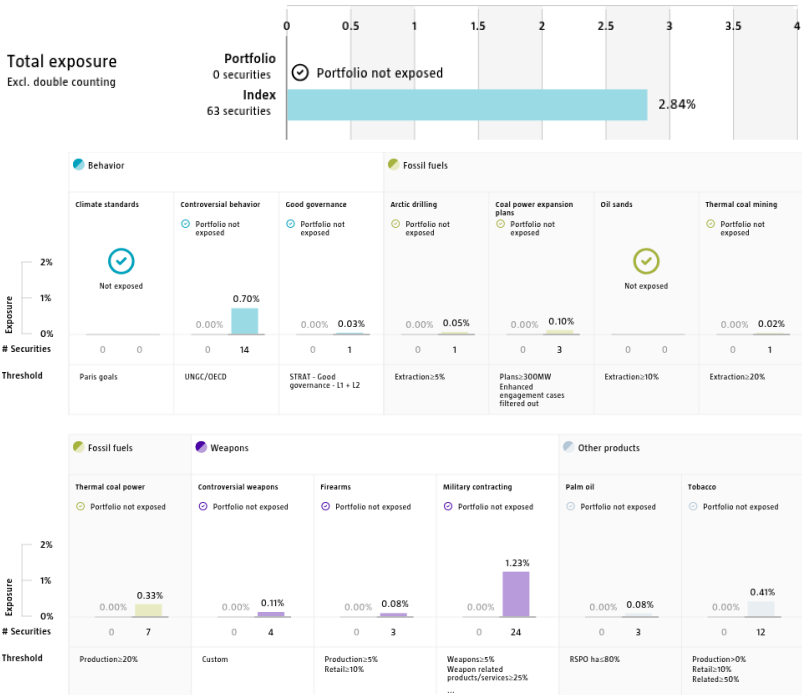 0 0.5 1 1.5 2 2.5 3 3.5 4
Total exposure
Excl. double counting
Portfolio
0 securities
Portfolio not exposed
Index
63 securities
2.84%
Behavior
Fossil fuels
Climate standards
Not exposed
0 0
Paris goals
Controversial behavior
Portfolio not
exposed
0.00% 0.70%
0 14
UNGC/OECD
Good governance
Portfolio not
exposed
0.00% 0.03%
0 1
STRAT - Good
governance - L1 + L2
Arctic drilling
Portfolio not
exposed
0.00% 0.05%
0 1
Extraction≥5%
Coal power expansion
plans
Portfolio not
exposed
0.00% 0.10%
0 3
Plans≥300MW
Enhanced
engagement cases
filtered out
Oil sands
Not exposed
0 0
Extraction≥10%
Thermal coal mining
Portfolio not
exposed
0.00% 0.02%
0 1
Extraction≥20%
Exposure
2%
1%
0%
# Securities
Threshold
Fossil fuels
Weapons
Other products
Thermal coal power
Portfolio not exposed
0.00% 0.33%
0 7
Production≥20%
Controversial weapons
Portfolio not exposed
0.00% 0.11%
0 4
Custom
Firearms
Portfolio not exposed
0.00% 0.08%
0 3
Production≥5%
Retail≥10%
Military contracting
Portfolio not exposed
0.00% 1.23%
0 24
Weapons≥5%
Weapon related
products/services≥25%
...
Palm oil
Portfolio not exposed
0.00% 0.08%
0 3
RSPO ha≤80%
Tobacco
Portfolio not exposed
0.00% 0.41%
0 12
Production>0%
Retail≥10%
Related≥50%
Exposure
2%
1%
0%
# Securities
Threshold